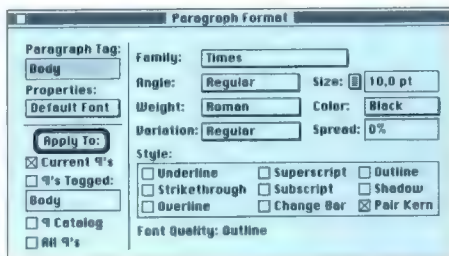 Paragraph Format
Paragraph Tag:
Body
Properties:
Default Font
Apply To:
Current ¶'s
¶'s Tagged:
Body
¶ Catalog
All ¶'s
Family: Times
Angle: Regular Size: 10,0 pt
Weight: Roman Color: Black
Variation: Regular Spread: 0%
Style:
Underline Superscript Outline
Strikethrough Subscript Shadow
Overline Change Bar Pair Kern
Font Quality: Outline